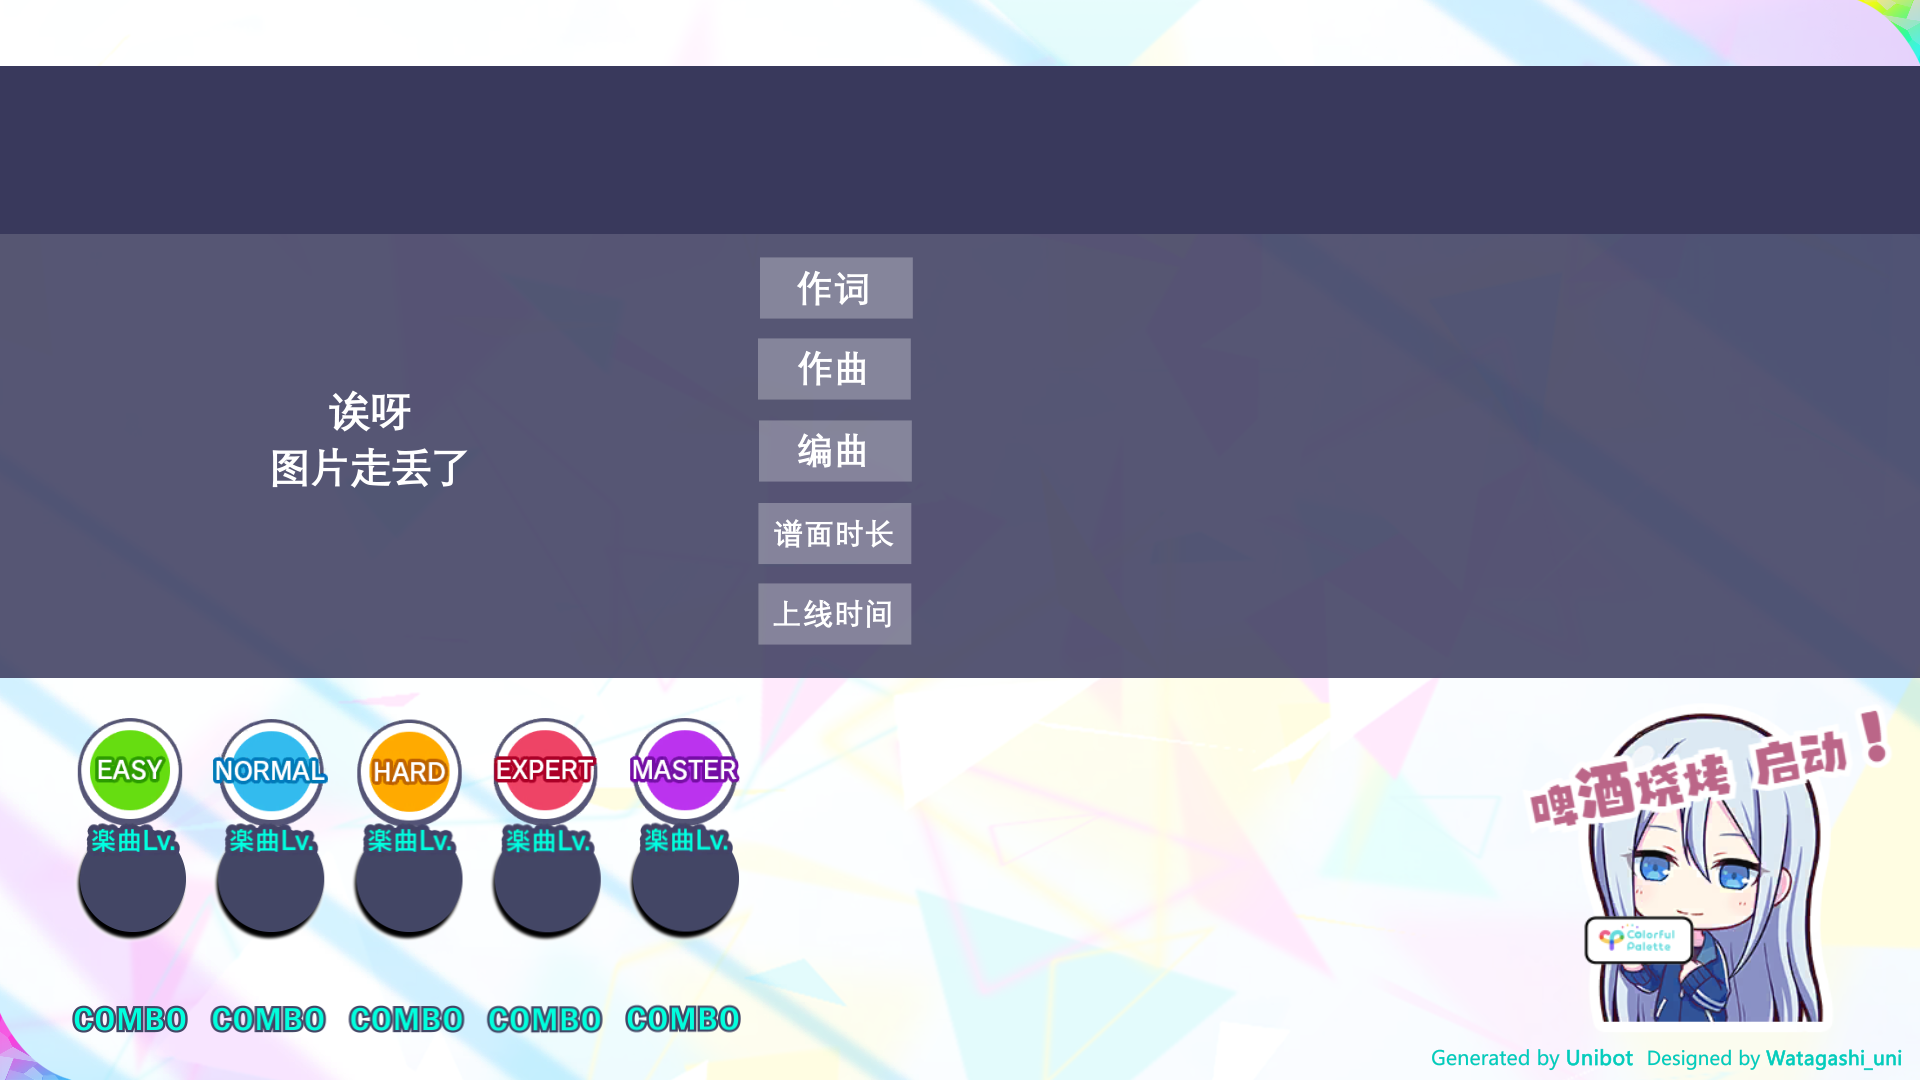 作词
作曲
编曲
谱面时长
上线时间
诶呀
图片走丢了
EASY
NORMAL
HARD
EXPERT
MASTER
楽曲Lv.
楽曲Lv.
楽曲Lv.
楽曲Lv.
楽曲Lv.
COMBO
COMBO
COMBO
COMBO
COMBO
啤酒烧烤 启动！
Colorful
Palette
Generated by Unibot Designed by Watagashi_uni